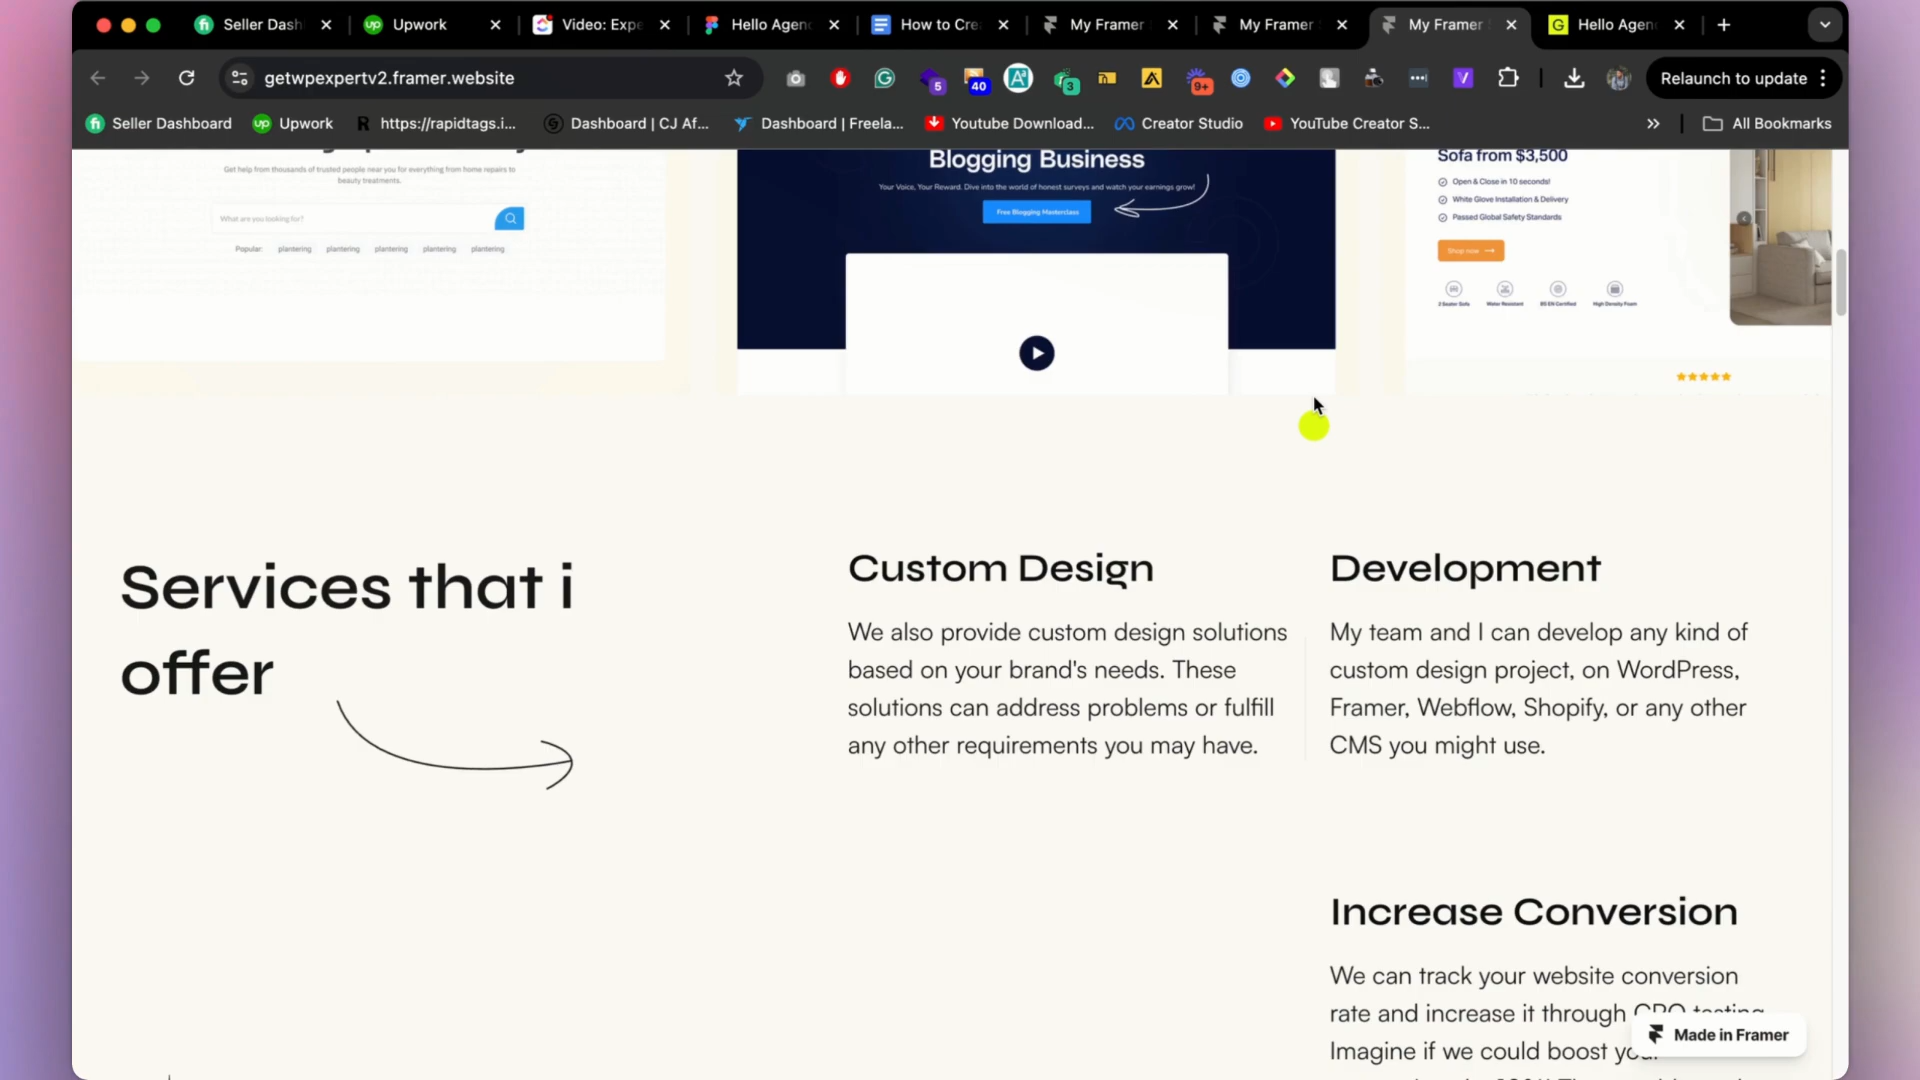 Seller Dash
Upwork
Video: Expe
Hello Agen
How to Cre
My Framer
My Framer
My Framer
G
Hello Agen
getwpexpertv2.framer.website
5
40
3
9+
V
Relaunch to update
Seller Dashboard
Upwork
R https://rapidtags.i...
Dashboard | CJ Af...
Dashboard | Freela...
Youtube Download...
Creator Studio
YouTube Creator S...
All Bookmarks
Get help from thousands of trusted people near you for everything from home repairs to
beauty treatments.
What are you looking for?
Popular: plantering plantering plantering plantering plantering
Blogging Business
Your Voice, Your Reward. Dive into the world of honest surveys and watch your earnings grow!
Free Blogging Masterclass
Sofa from $3,500
Open & Close in 10 seconds!
White Glove Installation & Delivery
Passed Global Safety Standards
Shop now
2 Seater Sofa
Water Resistant
BS EN Certified
High Density Foam
Services that i
offer
Custom Design
We also provide custom design solutions
based on your brand's needs. These
solutions can address problems or fulfill
any other requirements you may have.
Development
My team and I can develop any kind of
custom design project, on WordPress,
Framer, Webflow, Shopify, or any other
CMS you might use.
Increase Conversion
We can track your website conversion
rate and increase it through CRO testing.
Imagine if we could boost your
Made in Framer